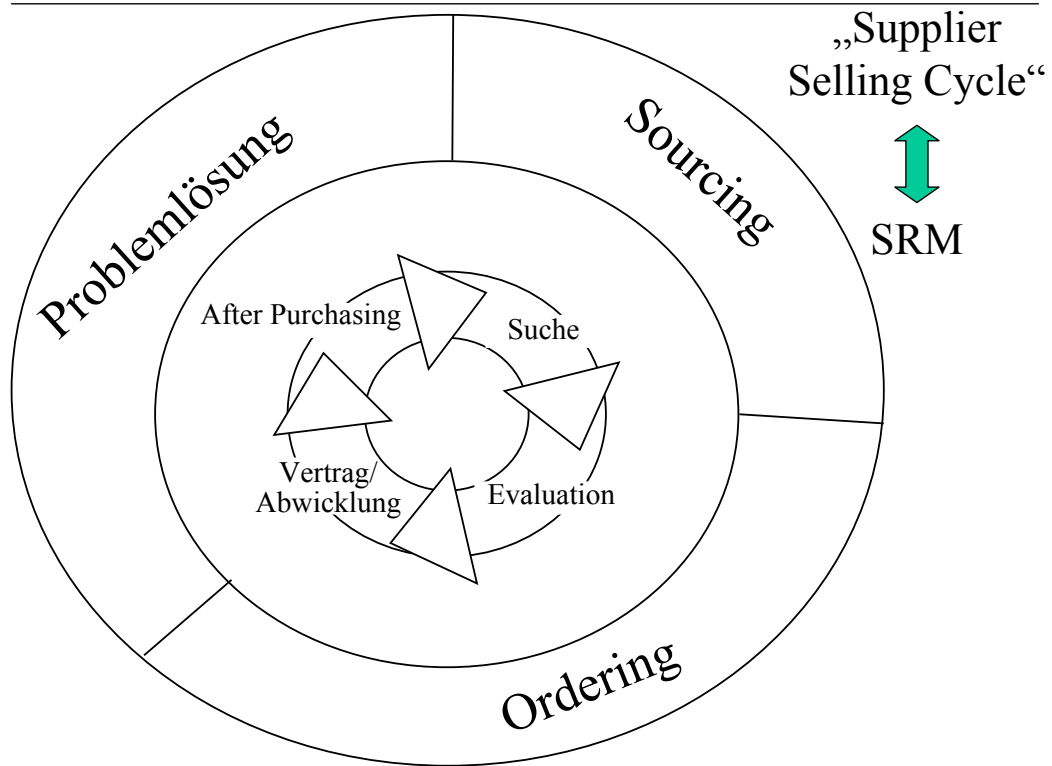 „Supplier
Selling Cycle“
SRM
Problemlösung
Sourcing
Ordering
After Purchasing
Suche
Vertrag/
Abwicklung
Evaluation